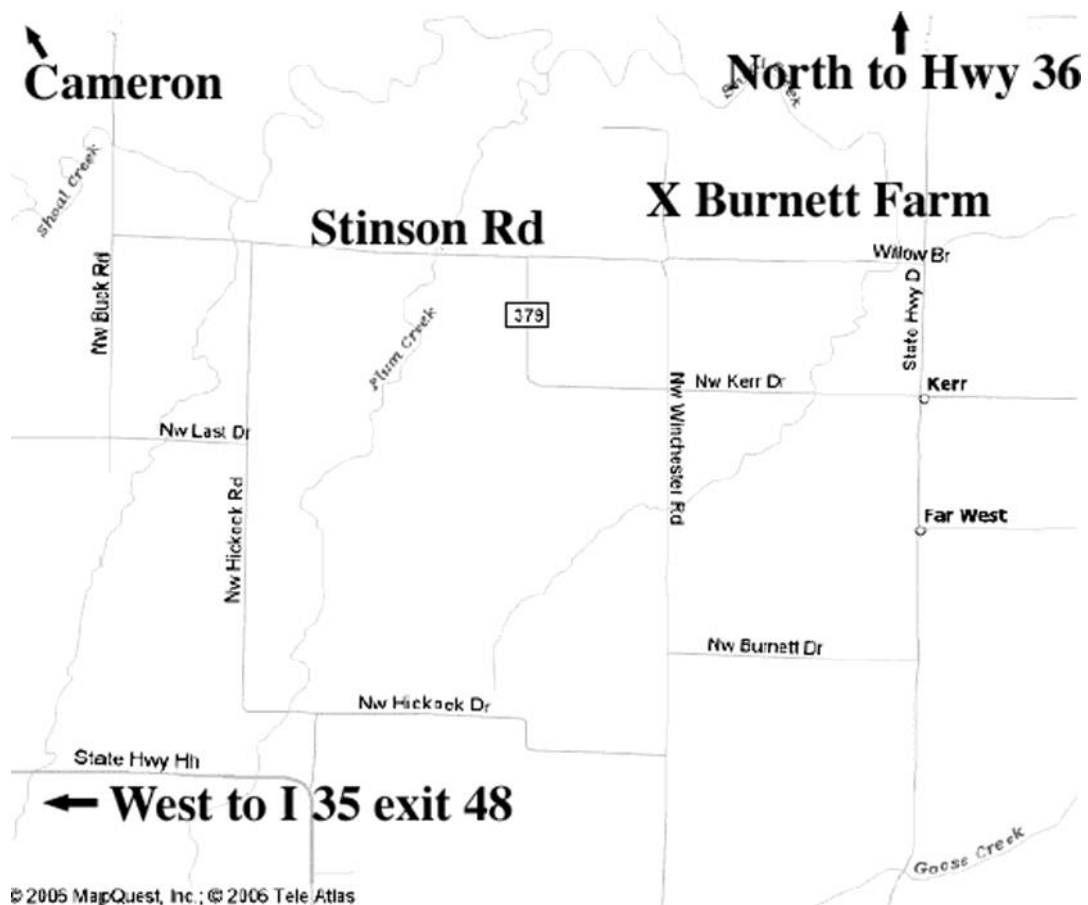 Cameron
North to Hwy 36
Shoal Creek
Creek
X Burnett Farm
Stinson Rd
Willow Br
Nw Buck Rd
State Hwy D
379
Plum Creek
Nw Kerr Dr
Kerr
Nw Winchester Rd
Nw Last Dr
Nw Hickock Rd
Far West
Nw Burnett Dr
Nw Hickock Dr
State Hwy Hh
West to I 35 exit 48
Goose Creek
© 2006 MapQuest, Inc.; © 2006 Tele Atlas